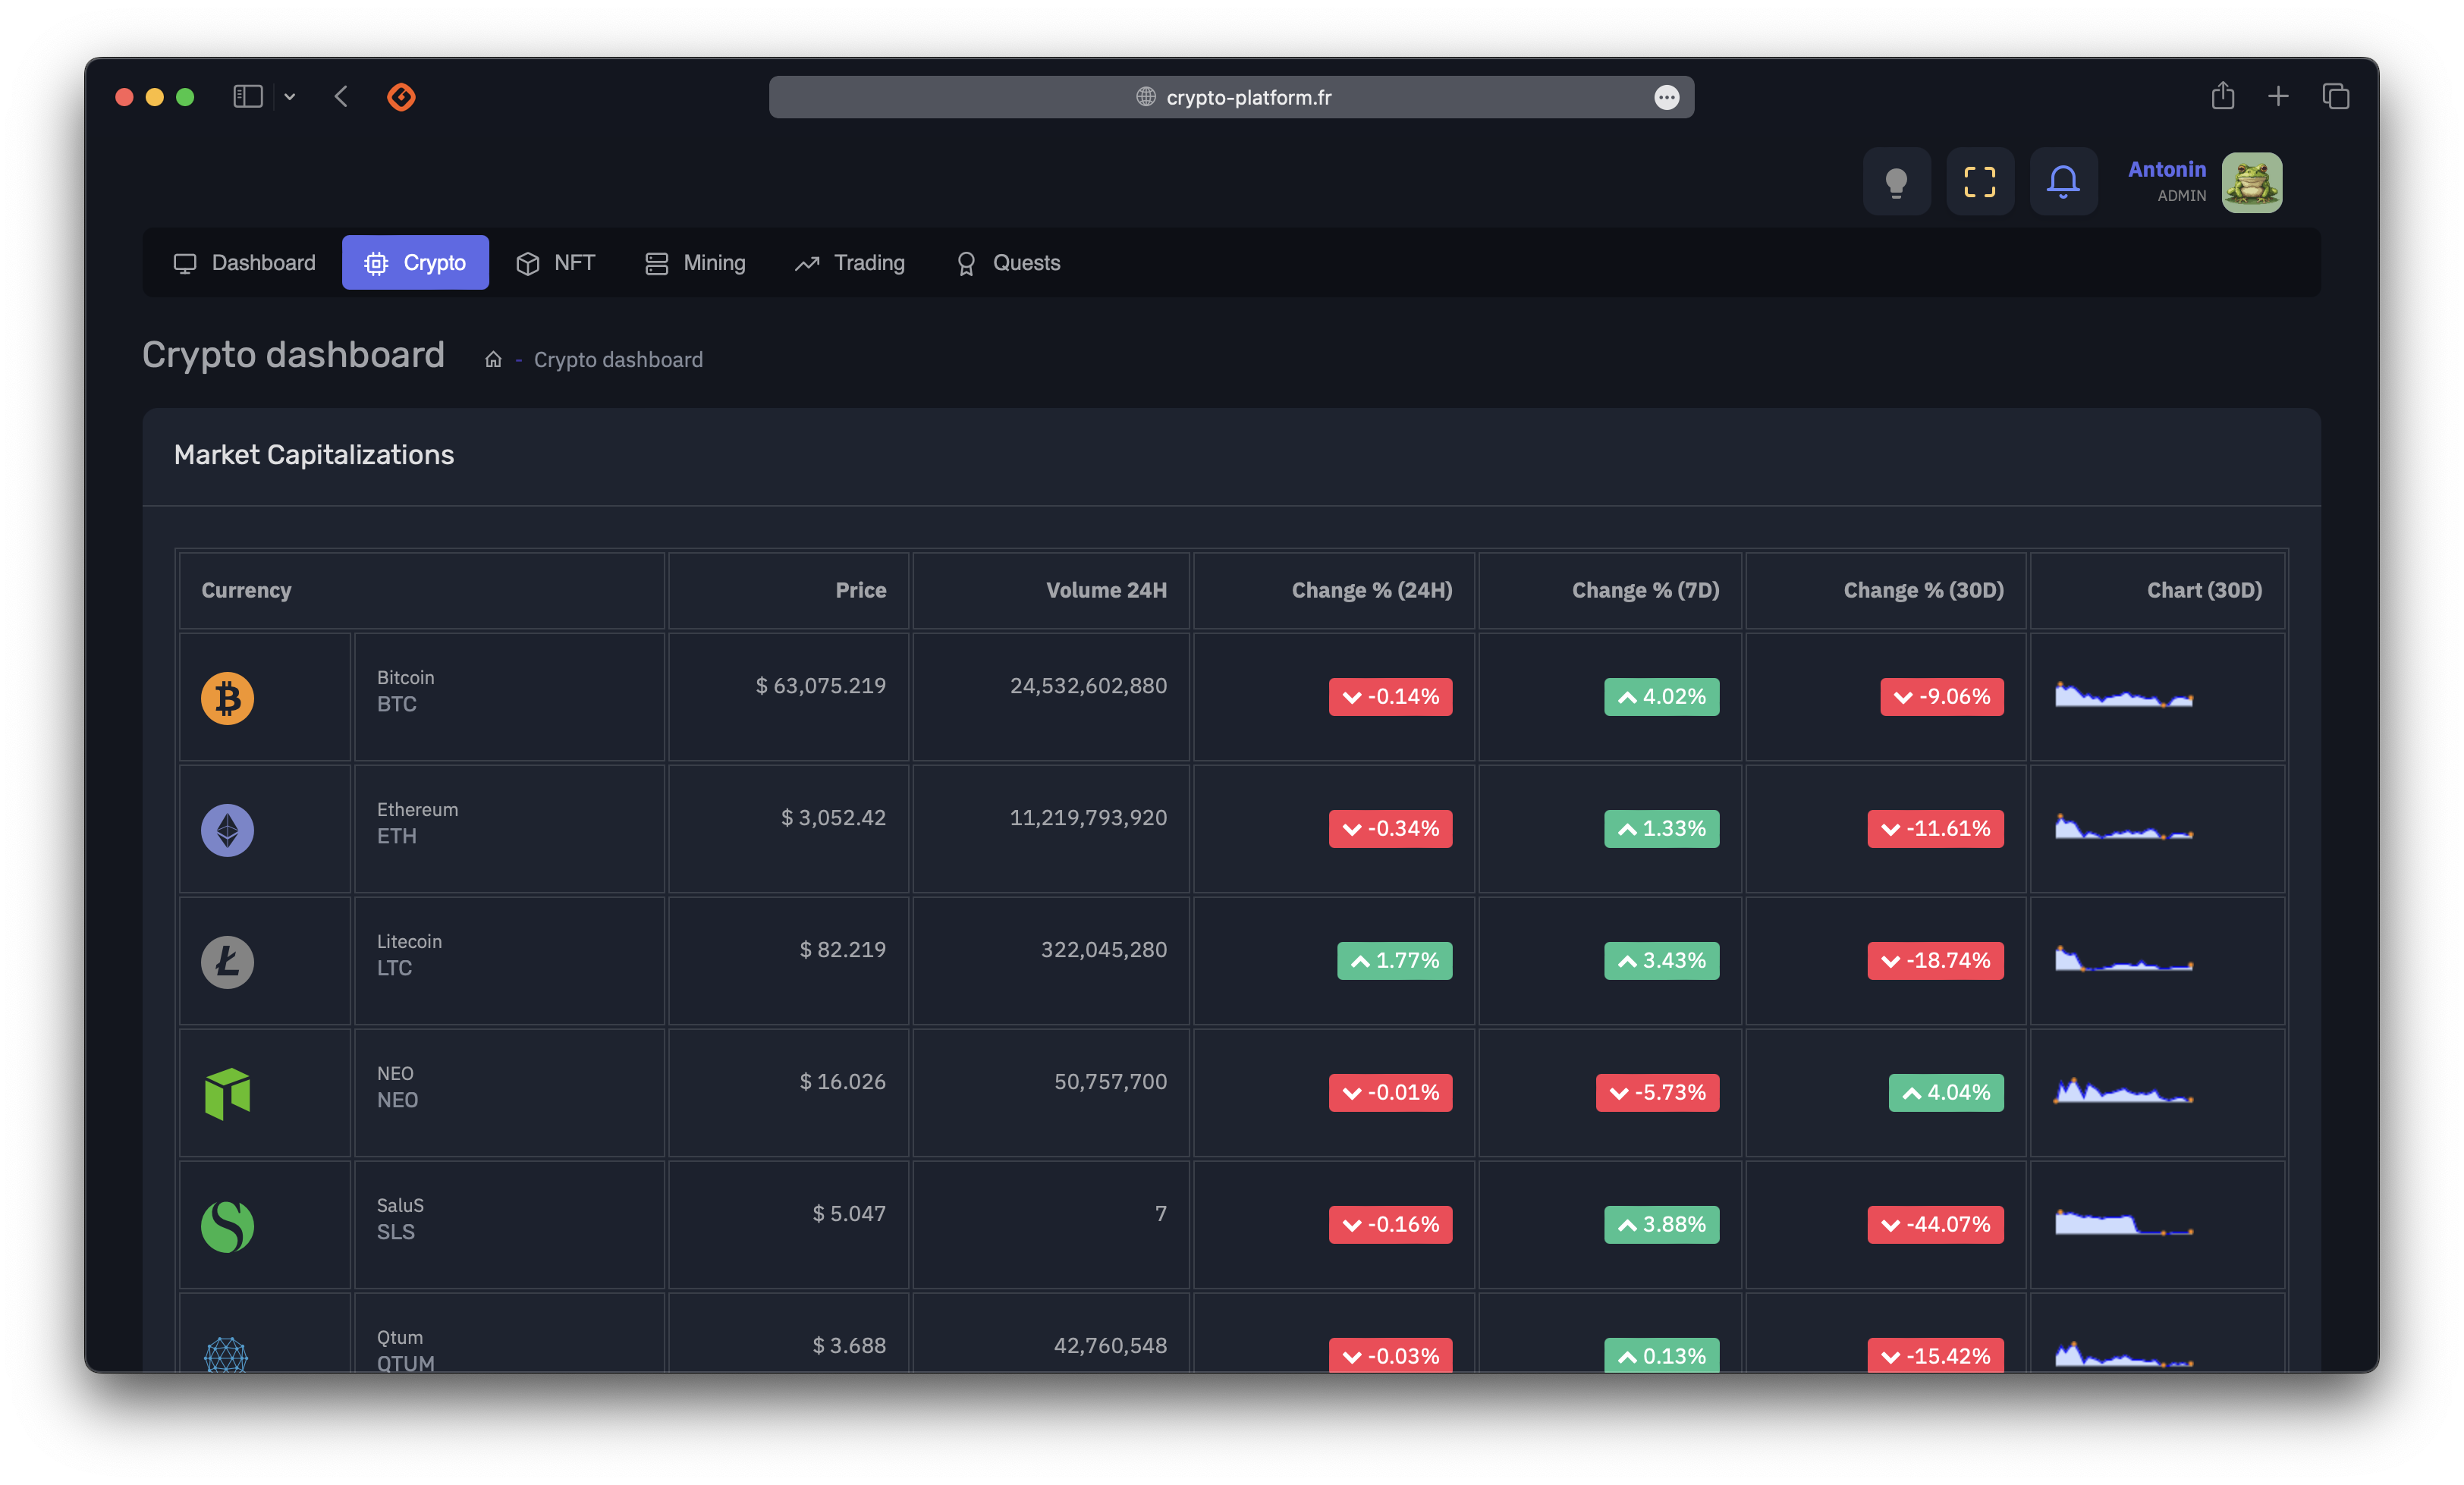 crypto-platform.fr
Antonin
ADMIN
Dashboard Crypto NFT Mining Trading Quests
Crypto dashboard - Crypto dashboard
Market Capitalizations
Currency Price Volume 24H Change % (24H) Change % (7D) Change % (30D) Chart (30D)
Bitcoin
BTC
$ 63,075.219 24,532,602,880 -0.14% 4.02% -9.06%
Ethereum
ETH
$ 3,052.42 11,219,793,920 -0.34% 1.33% -11.61%
Litecoin
LTC
$ 82.219 322,045,280 1.77% 3.43% -18.74%
NEO
NEO
$ 16.026 50,757,700 -0.01% -5.73% 4.04%
SaluS
SLS
$ 5.047 7 -0.16% 3.88% -44.07%
Qtum
QTUM
$ 3.688 42,760,548 -0.03% 0.13% -15.42%